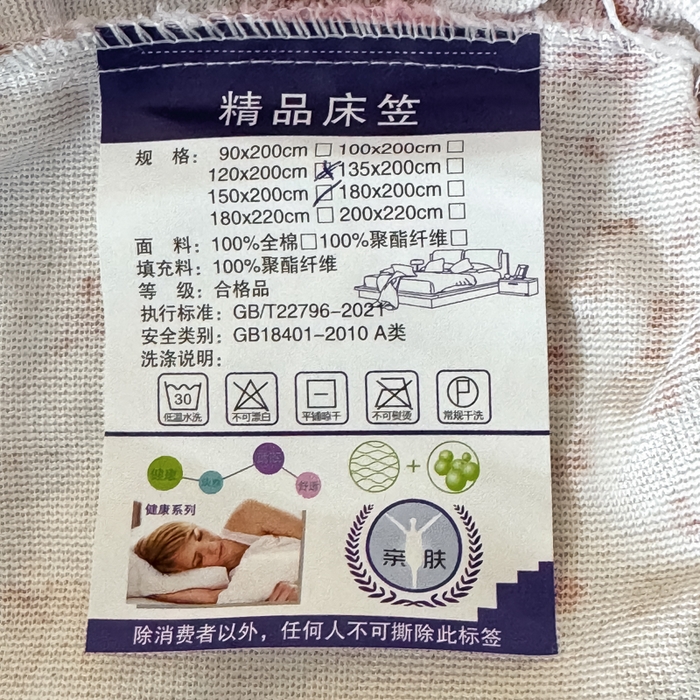 精品床笠
规 格: 90x200cm □ 100x200cm □
120x200cm □ 135x200cm □
150x200cm □ 180x200cm □
180x220cm □ 200x220cm □
面 料: 100%全棉□100%聚酯纤维□
填充料: 100%聚酯纤维
等 级: 合格品
执行标准: GB/T22796-2021
安全类别: GB18401-2010 A类
洗涤说明:
30
低温水洗 不可漂白 平铺晾干 不可熨烫 常规干洗
P
健康 舒适
健康系列
亲肤
除消费者以外，任何人不可撕除此标签